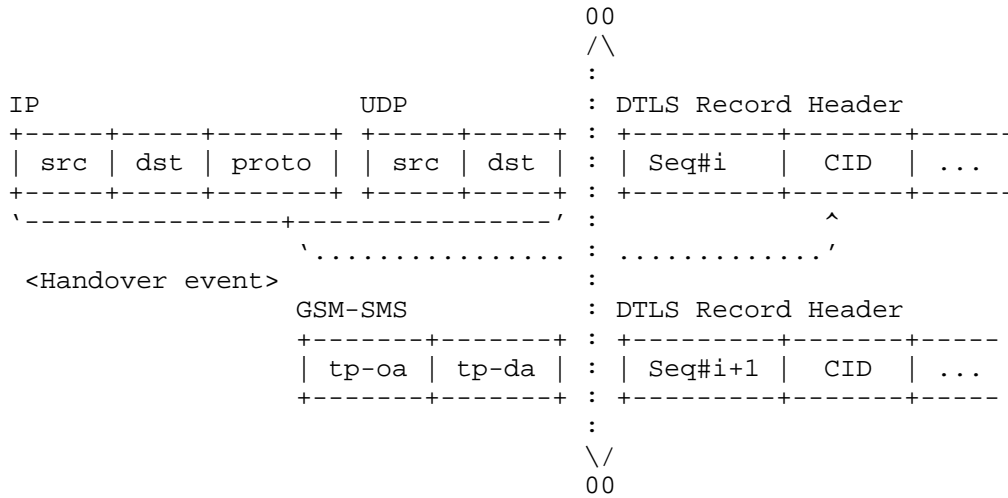 00
                                     /\
                                     :
IP                     UDP           : DTLS Record Header
+-----+-----+-------+ +-----+-----+ : +---------+-------+------
| src | dst | proto | | src | dst | : | Seq#i   |  CID  | ...
+-----+-----+-------+ +-----+-----+ : +---------+-------+------
‘----------------+----------------’ :             ^
                  ‘................ : .............’
 <Handover event>                   :
                  GSM-SMS           : DTLS Record Header
                  +-------+-------+ : +---------+-------+-----
                  | tp-oa | tp-da | : | Seq#i+1 |  CID  | ...
                  +-------+-------+ : +---------+-------+-----
                                     :
                                     \/
                                     00